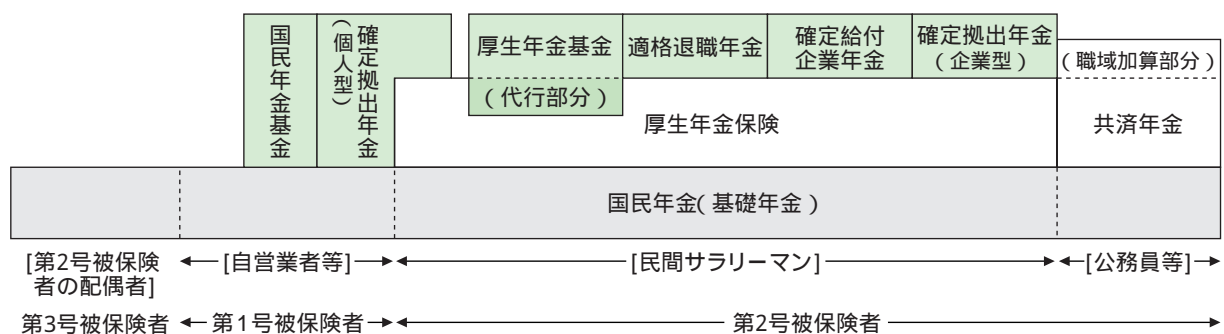 国民年金基金
確定拠出年金
(個人型)
厚生年金基金
(代行部分)
適格退職年金
確定給付
企業年金
確定拠出年金
(企業型)
(職域加算部分)
厚生年金保険
共済年金
国民年金(基礎年金)
[第2号被保険
者の配偶者]
[自営業者等]
[民間サラリーマン]
[公務員等]
第3号被保険者
第1号被保険者
第2号被保険者